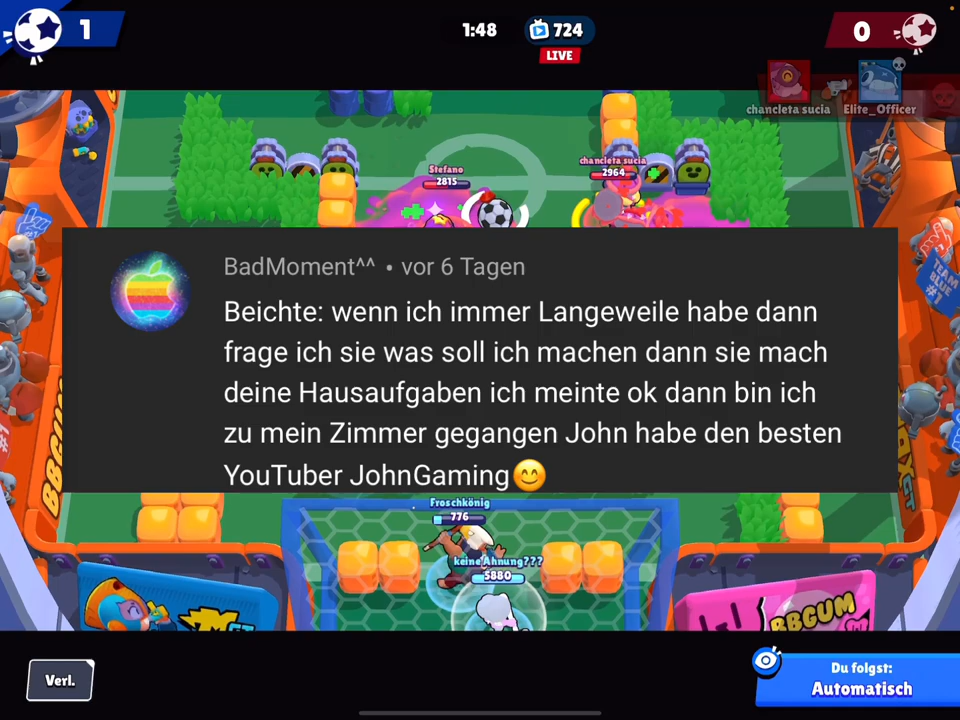 1
1:48
724
LIVE
0
chancleta sucia
Elite_Officer
Stefano
2815
chancleta sucia
2964
TEAM
BLUE
#1
BadMoment^^ • vor 6 Tagen
Beichte: wenn ich immer Langeweile habe dann
frage ich sie was soll ich machen dann sie mach
deine Hausaufgaben ich meinte ok dann bin ich
zu mein Zimmer gegangen John habe den besten
YouTuber JohnGaming😊
Froschkönig
776
keine Ahnung???
5880
BBGUM
Verl.
Du folgst:
Automatisch